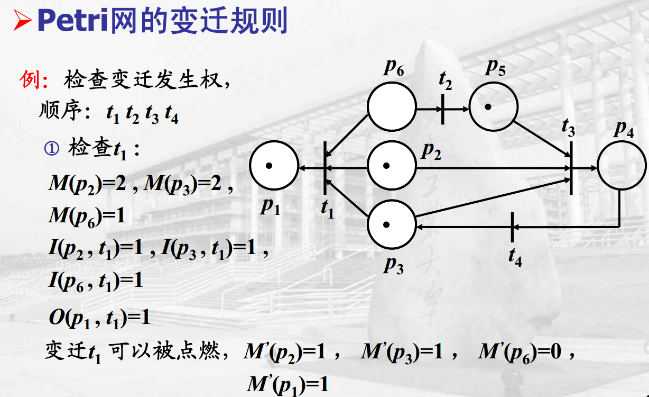 ➢Petri网的变迁规则
例：检查变迁发生权，
顺序：t₁ t₂ t₃ t₄
① 检查t₁：
M(p₂)=2，M(p₃)=2，
M(p₆)=1
I(p₂, t₁)=1，I(p₃, t₁)=1，
I(p₆, t₁)=1
O(p₁, t₁)=1
变迁t₁ 可以被点燃，M’(p₂)=1， M’(p₃)=1， M’(p₆)=0，
M’(p₁)=1
p₆ t₂ p₅
t₃ p₄
p₂
p₁ t₁
p₃ t₄